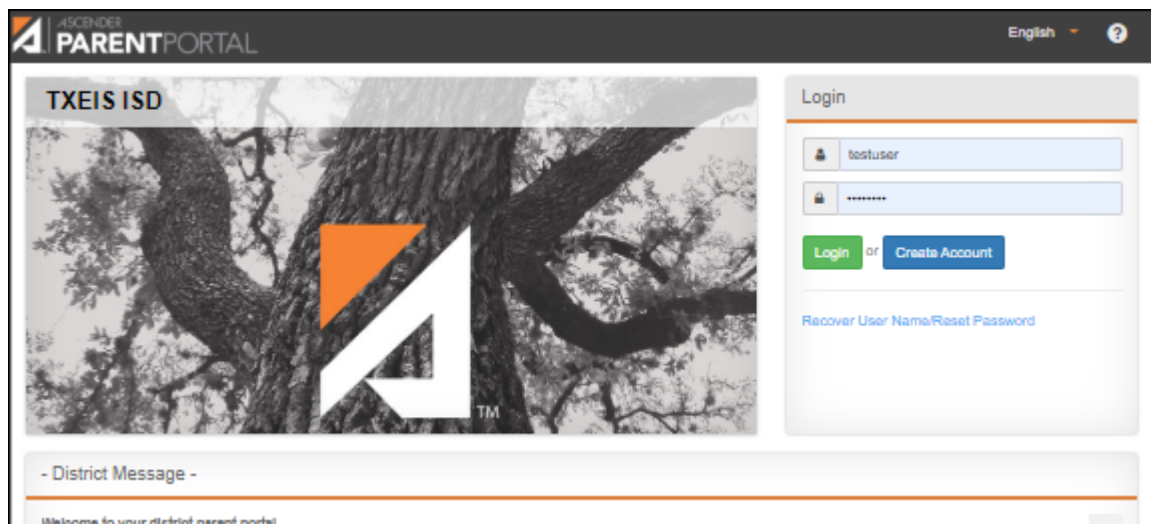 ASCENDER
PARENTPORTAL
English
?
TXEIS ISD
TM
Login
testuser
••••••••
Login or Create Account
Recover User Name/Reset Password
- District Message -
Welcome to your district parent portal